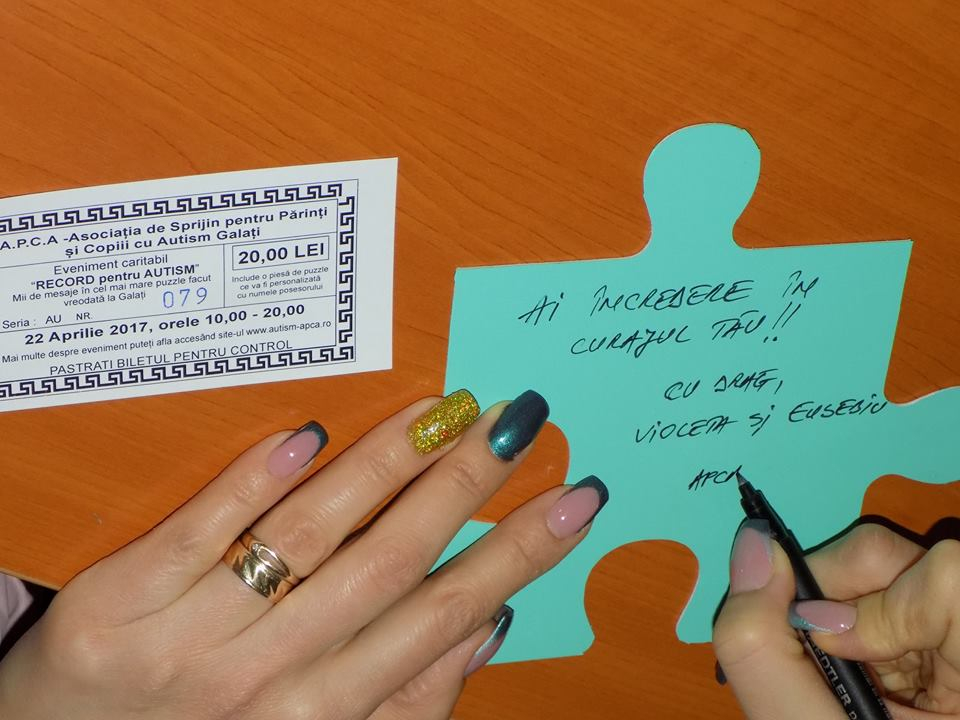 A.P.C.A -Asociația de Sprijin pentru Părinți
și Copiii cu Autism Galați
Eveniment caritabil
"RECORD pentru AUTISM"
Mii de mesaje în cel mai mare puzzle facut
vreodată la Galați
079
20,00 LEI
Include o piesă de puzzle
ce va fi personalizată
cu numele posesorului
Seria : AU NR.
22 Aprilie 2017, orele 10,00 - 20,00
Mai multe despre eveniment puteți afla accesând site-ul www.autism-apca.ro
PASTRATI BILETUL PENTRU CONTROL
AI ÎNCREDERE ÎN
CURAJUL TĂU!!
CU DRAG,
VIOLETA ȘI EUSEBIU
APCA